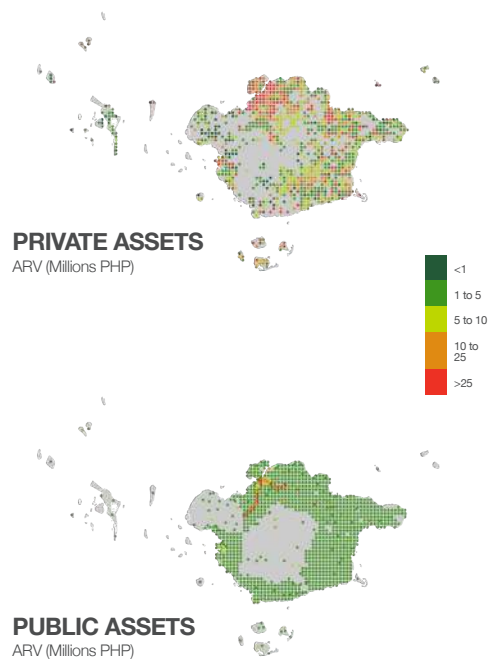 PRIVATE ASSETS
ARV (Millions PHP)
<1
1 to 5
5 to 10
10 to
25
>25
PUBLIC ASSETS
ARV (Millions PHP)